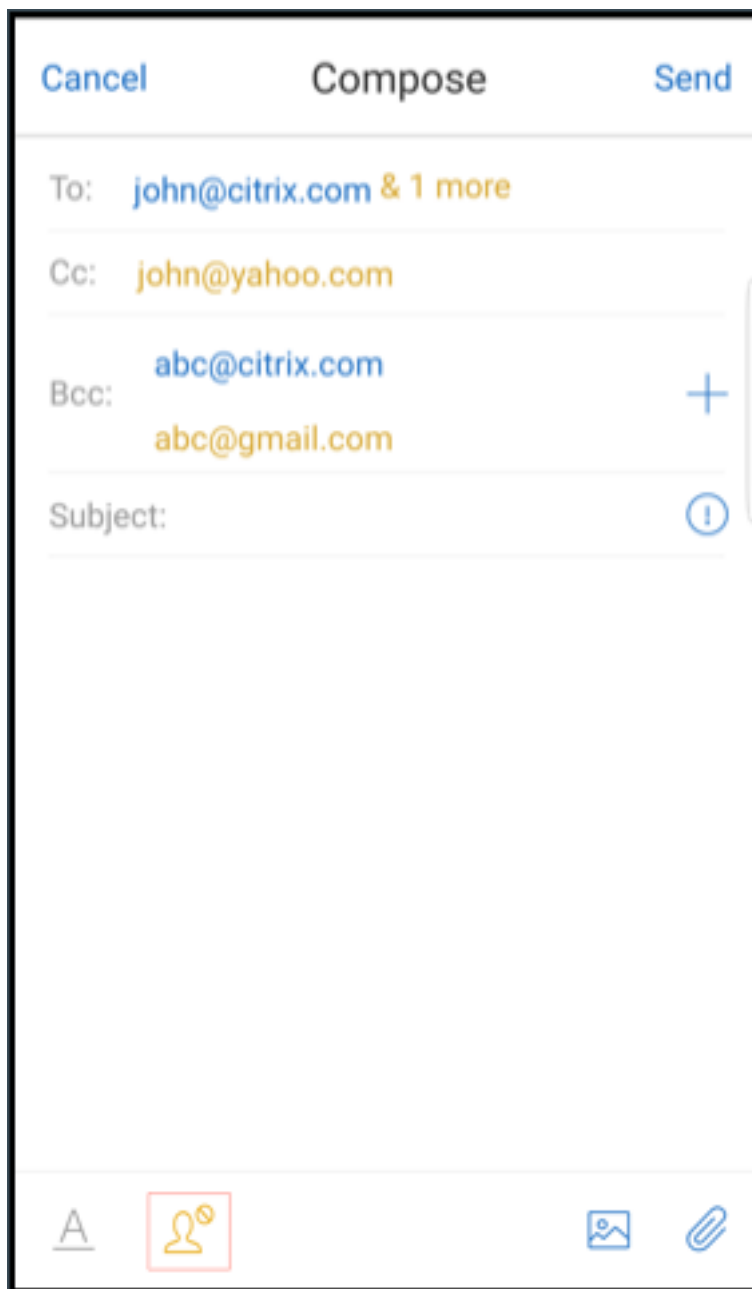 Cancel Compose Send
To: john@citrix.com & 1 more
Cc: john@yahoo.com
Bcc: abc@citrix.com
abc@gmail.com
Subject:
A